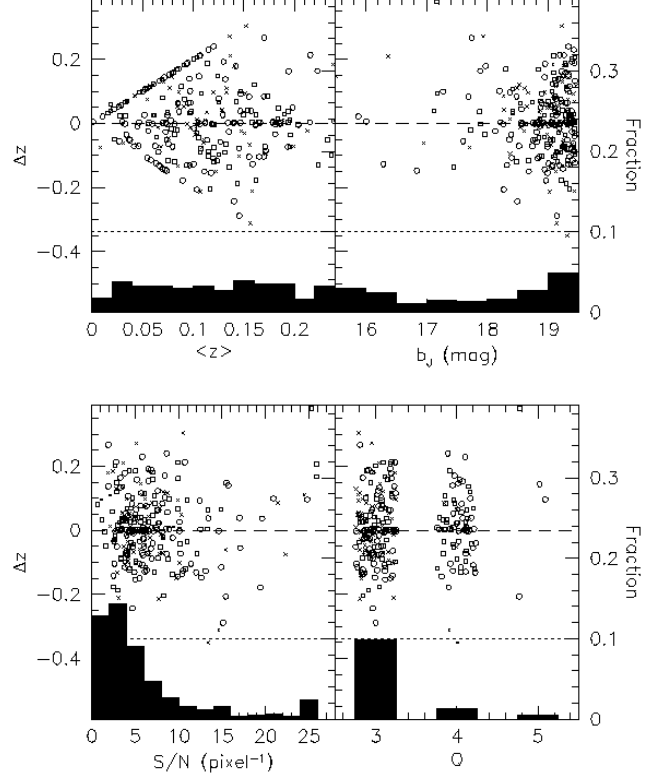 0.2
0
−0.2
−0.4
Δz
0.3
0.2
0.1
0
Fraction
0 0.05 0.1 0.15 0.2
16 17 18 19
<z>
b_J (mag)
0.2
0
−0.2
−0.4
Δz
0.3
0.2
0.1
0
Fraction
0 5 10 15 20 25
3 4 5
S/N (pixel⁻¹)
Q